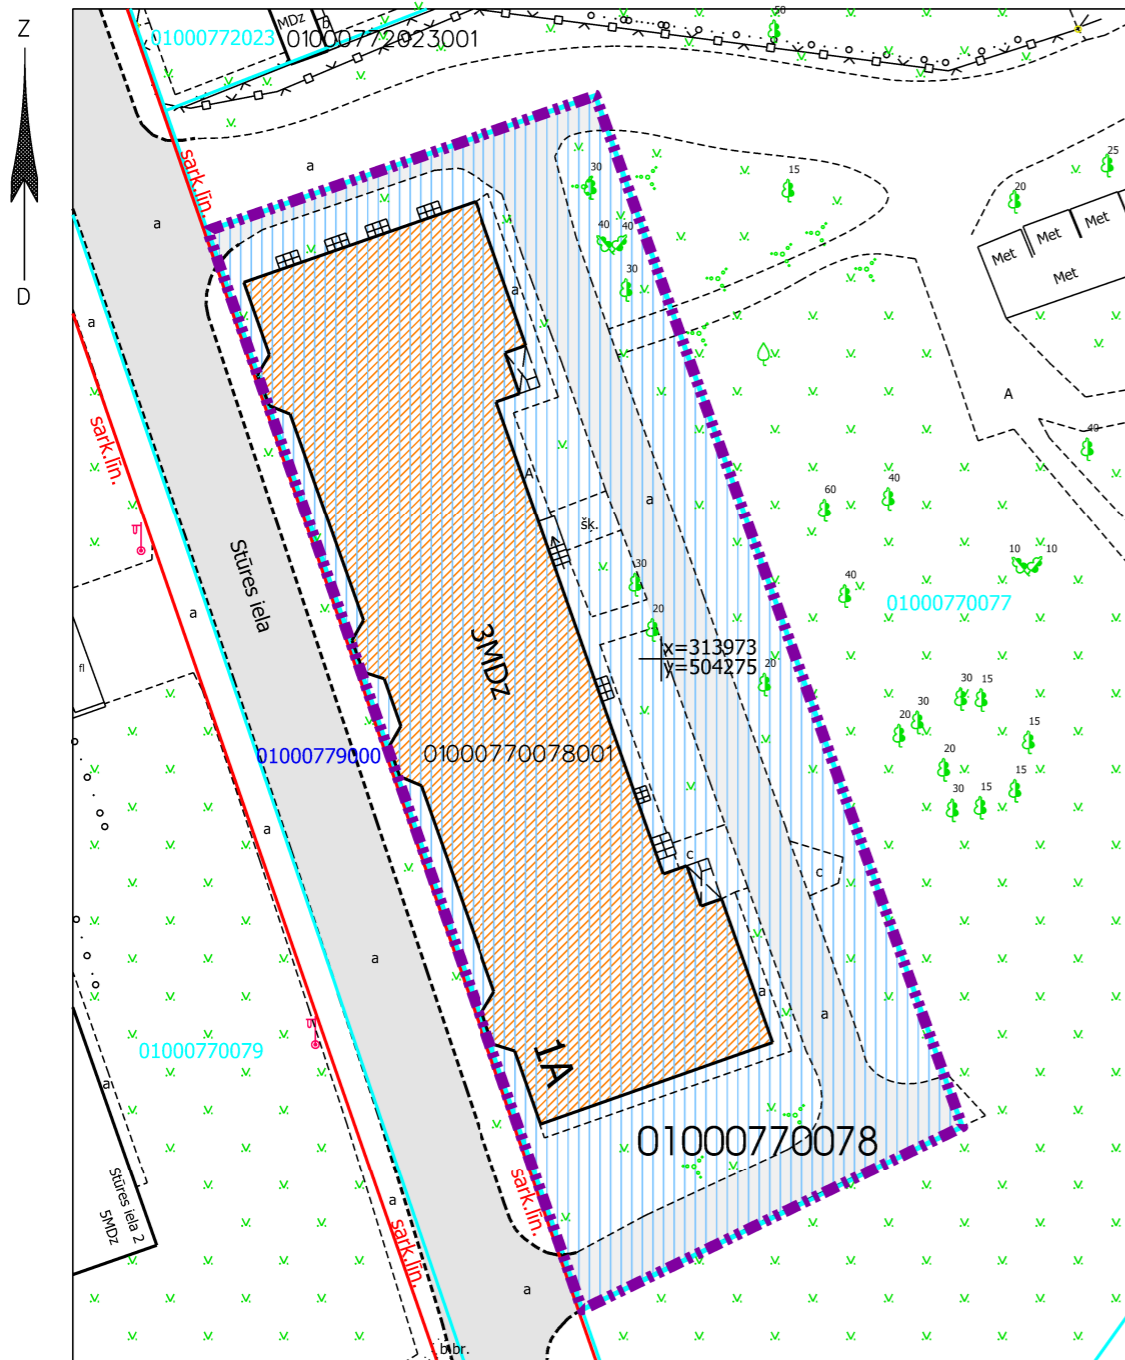 Z
D
MDz
b
01000772023
01000772023001
50
sark.lin.
a
a
30
15
25
20
40
40
30
Met
Met
Met
Met
a
a
A
sark.lin.
40
A
a
šķ.
60
40
Stūres iela
30
10
10
40
01000770077
a
20
3MDz
x=313973
y=504275
fl
20
30
15
30
20
15
01000779000
01000770078001
20
15
30
15
a
c
c
a
a
a
01000770079
1A
a
01000770078
Stūres iela 2
5MDz
sark.lin.
a
sark.lin.
a
b.br.